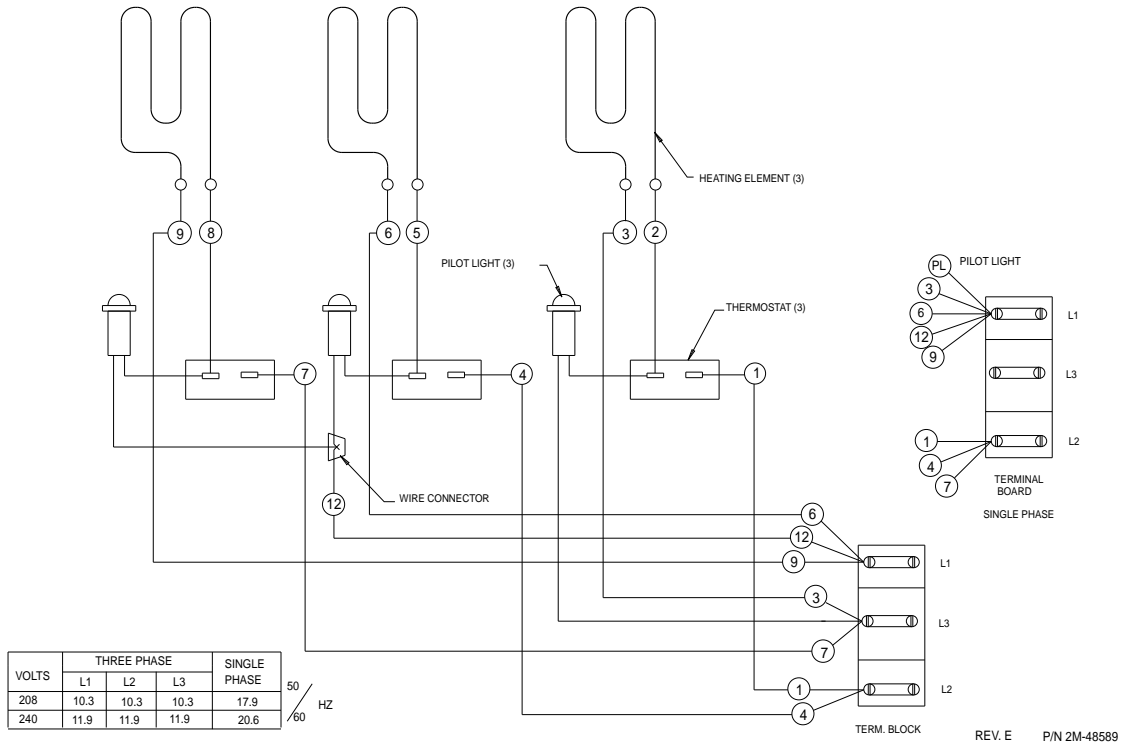 HEATING ELEMENT (3)
9
8
6
5
3
2
PILOT LIGHT (3)
THERMOSTAT (3)
7
4
1
WIRE CONNECTOR
12
PL
PILOT LIGHT
3
6
12
9
L1
L3
1
4
7
L2
TERMINAL
BOARD
SINGLE PHASE
6
12
9
L1
3
L3
7
1
L2
4
TERM. BLOCK
VOLTS THREE PHASE SINGLE PHASE
L1 L2 L3
208 10.3 10.3 10.3 17.9
240 11.9 11.9 11.9 20.6
50/60 HZ
REV. E P/N 2M-48589